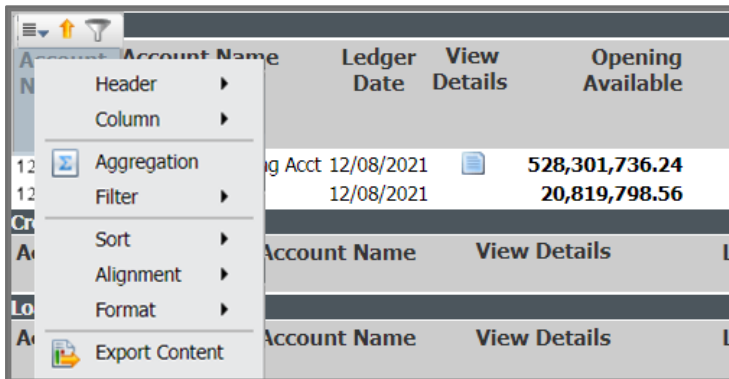 Account Name Ledger Date View Details Opening Available
Header
Column
12 Aggregation Acct 12/08/2021 528,301,736.24
12 Filter 12/08/2021 20,819,798.56
Sort
Account Name View Details
Alignment
Format
Account Name View Details
Export Content